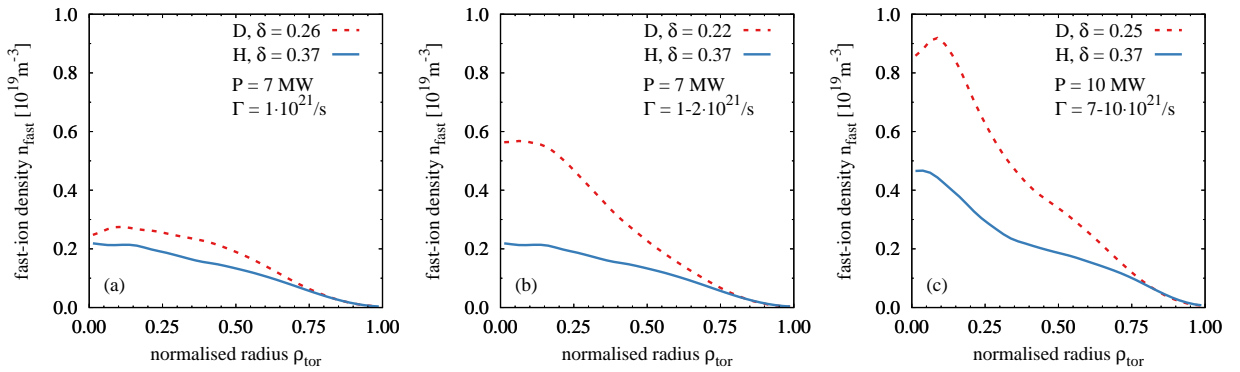 fast-ion density n_fast [10^19 m^-3]
1.0
0.8
0.6
0.4
0.2
0.0
D, δ = 0.26
H, δ = 0.37
P = 7 MW
Γ = 1·10^21/s
(a)
0.00 0.25 0.50 0.75 1.00
normalised radius ρ_tor
fast-ion density n_fast [10^19 m^-3]
1.0
0.8
0.6
0.4
0.2
0.0
D, δ = 0.22
H, δ = 0.37
P = 7 MW
Γ = 1-2·10^21/s
(b)
0.00 0.25 0.50 0.75 1.00
normalised radius ρ_tor
fast-ion density n_fast [10^19 m^-3]
1.0
0.8
0.6
0.4
0.2
0.0
D, δ = 0.25
H, δ = 0.37
P = 10 MW
Γ = 7-10·10^21/s
(c)
0.00 0.25 0.50 0.75 1.00
normalised radius ρ_tor